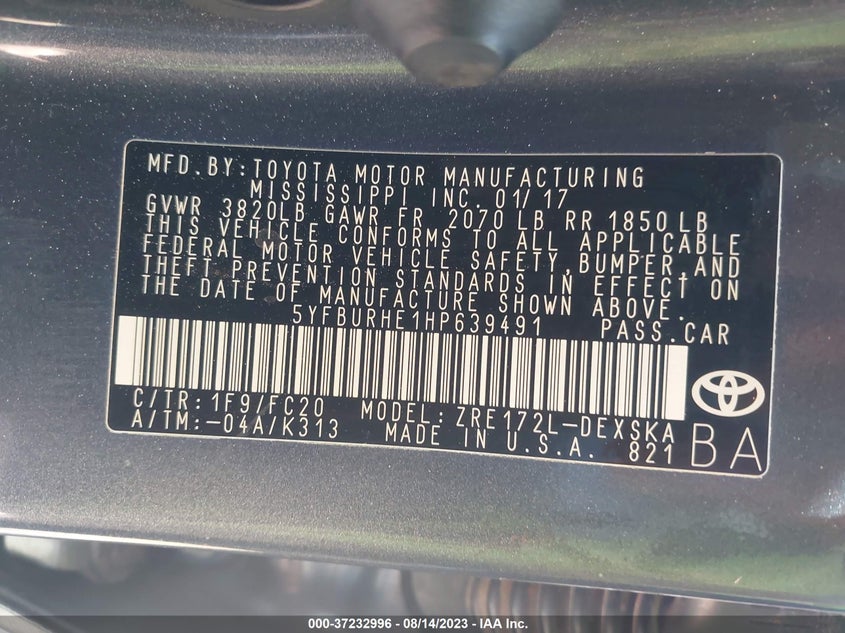 MFD.BY:TOYOTA MOTOR MANUFACTURING
MISSISSIPPI INC. 01/17
GVWR 3820LB GAWR FR 2070 LB RR 1850LB
THIS VEHICLE CONFORMS TO ALL APPLICABLE
FEDERAL MOTOR VEHICLE SAFETY,BUMPER,AND
THEFT PREVENTION STANDARDS IN EFFECT ON
THE DATE OF MANUFACTURE SHOWN ABOVE.
5YFBURHE1HP639491 PASS.CAR
C/TR:1F9/FC20 MODEL:ZRE172L-DEXSKA
A/TM:-04A/K313 MADE IN U.S.A. 821
BA
000-37232996 — 08/14/2023 - IAA Inc.